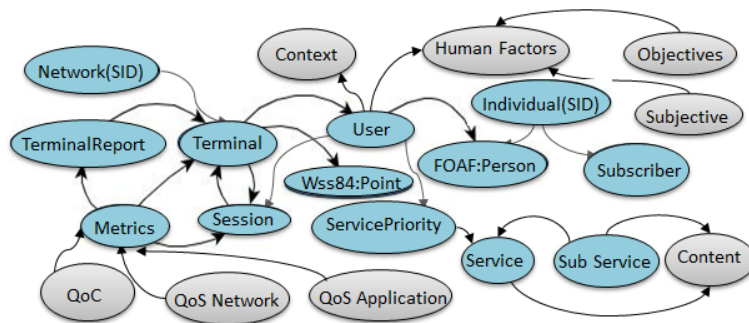 Context
Human Factors
Objectives
Network(SID)
Individual(SID)
Subjective
TerminalReport
Terminal
User
FOAF:Person
Subscriber
Wss84:Point
Metrics
Session
ServicePriority
Service
Sub Service
Content
QoC
QoS Network
QoS Application